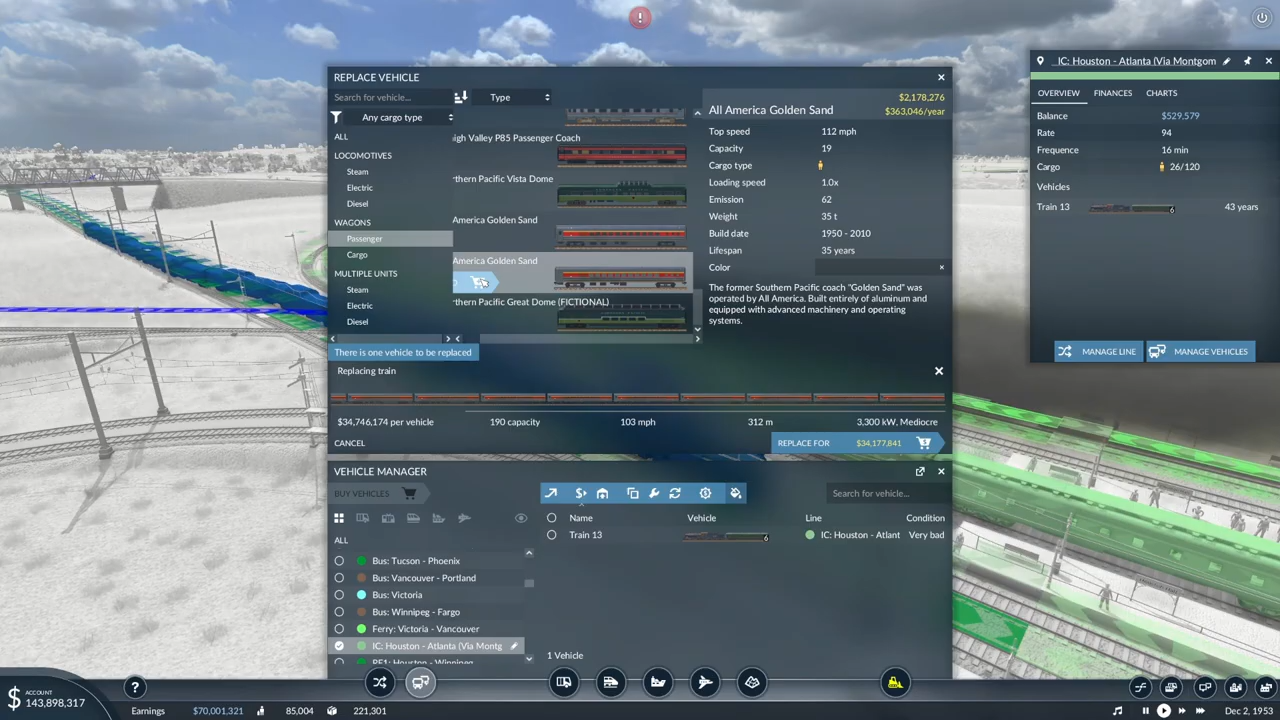 REPLACE VEHICLE
Search for vehicle...
Type
Any cargo type
ALL
LOCOMOTIVES
Steam
Electric
Diesel
WAGONS
Passenger
Cargo
MULTIPLE UNITS
Steam
Electric
Diesel
igh Valley P85 Passenger Coach
thern Pacific Vista Dome
America Golden Sand
America Golden Sand
thern Pacific Great Dome (FICTIONAL)
$2,178,276
All America Golden Sand
$363,046/year
Top speed 112 mph
Capacity 19
Cargo type
Loading speed 1.0x
Emission 62
Weight 35 t
Build date 1950 - 2010
Lifespan 35 years
Color
The former Southern Pacific coach "Golden Sand" was
operated by All America. Built entirely of aluminum and
equipped with advanced machinery and operating
systems.
There is one vehicle to be replaced
Replacing train
$34,746,174 per vehicle 190 capacity 103 mph 312 m 3,300 kW, Mediocre
CANCEL
REPLACE FOR $34,177,841
VEHICLE MANAGER
BUY VEHICLES
Search for vehicle...
ALL
Bus: Tucson - Phoenix
Bus: Vancouver - Portland
Bus: Victoria
Bus: Winnipeg - Fargo
Ferry: Victoria - Vancouver
IC: Houston - Atlanta (Via Montg
RE1: Houston - Winnipeg
Name Vehicle Line Condition
Train 13 6 IC: Houston - Atlant Very bad
1 Vehicle
IC: Houston - Atlanta (Via Montgom
OVERVIEW FINANCES CHARTS
Balance $529,579
Rate 94
Frequence 16 min
Cargo 26/120
Vehicles
Train 13 6 43 years
MANAGE LINE MANAGE VEHICLES
$ ACCOUNT
143,898,317
?
Earnings $70,001,321 85,004 221,301
Dec 2, 1953